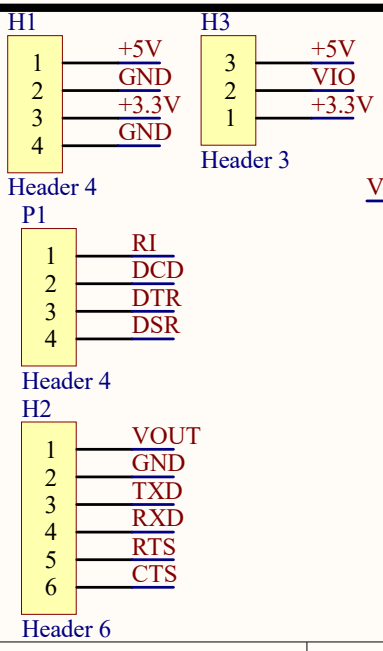 H1
1 +5V
2 GND
3 +3.3V
4 GND
Header 4
H3
3 +5V
2 VIO
1 +3.3V
Header 3
V
P1
1 RI
2 DCD
3 DTR
4 DSR
Header 4
H2
1 VOUT
2 GND
3 TXD
4 RXD
5 RTS
6 CTS
Header 6